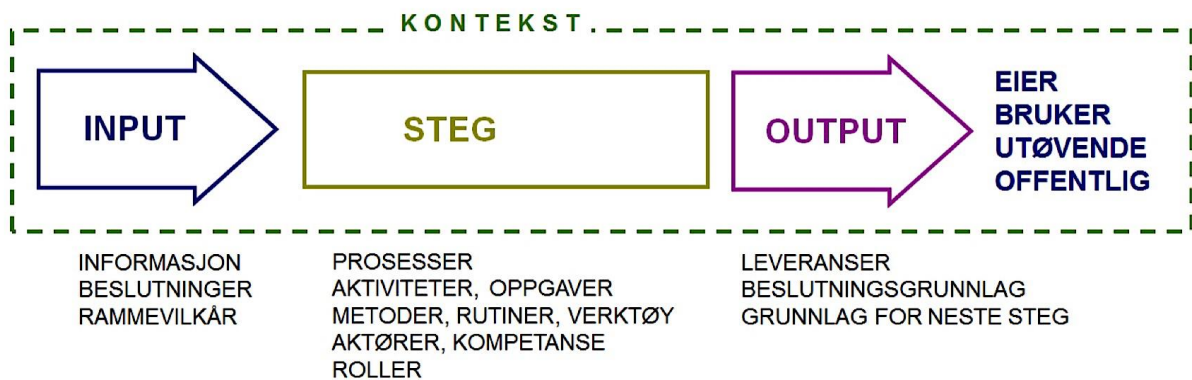 KONTEKST
INPUT
STEG
OUTPUT
EIER
BRUKER
UTØVENDE
OFFENTLIG
INFORMASJON
BESLUTNINGER
RAMMEVILKÅR
PROSESSER
AKTIVITETER, OPPGAVER
METODER, RUTINER, VERKTØY
AKTØRER, KOMPETANSE
ROLLER
LEVERANSER
BESLUTNINGSGRUNNLAG
GRUNNLAG FOR NESTE STEG